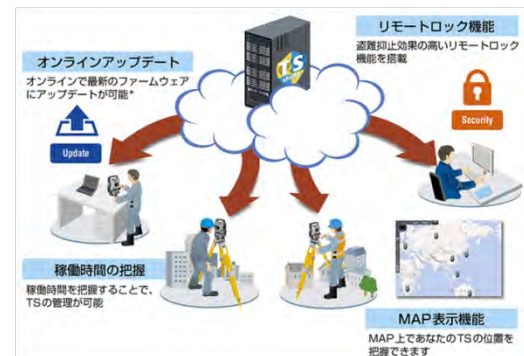 オンラインアップデート
オンラインで最新のファームウェア
にアップデートが可能*
Update
リモートロック機能
盗難抑止効果の高いリモートロック
機能を搭載
Security
TS
稼働時間の把握
稼働時間を把握することで、
TSの管理が可能
MAP表示機能
MAP上であなたのTSの位置を
把握できます